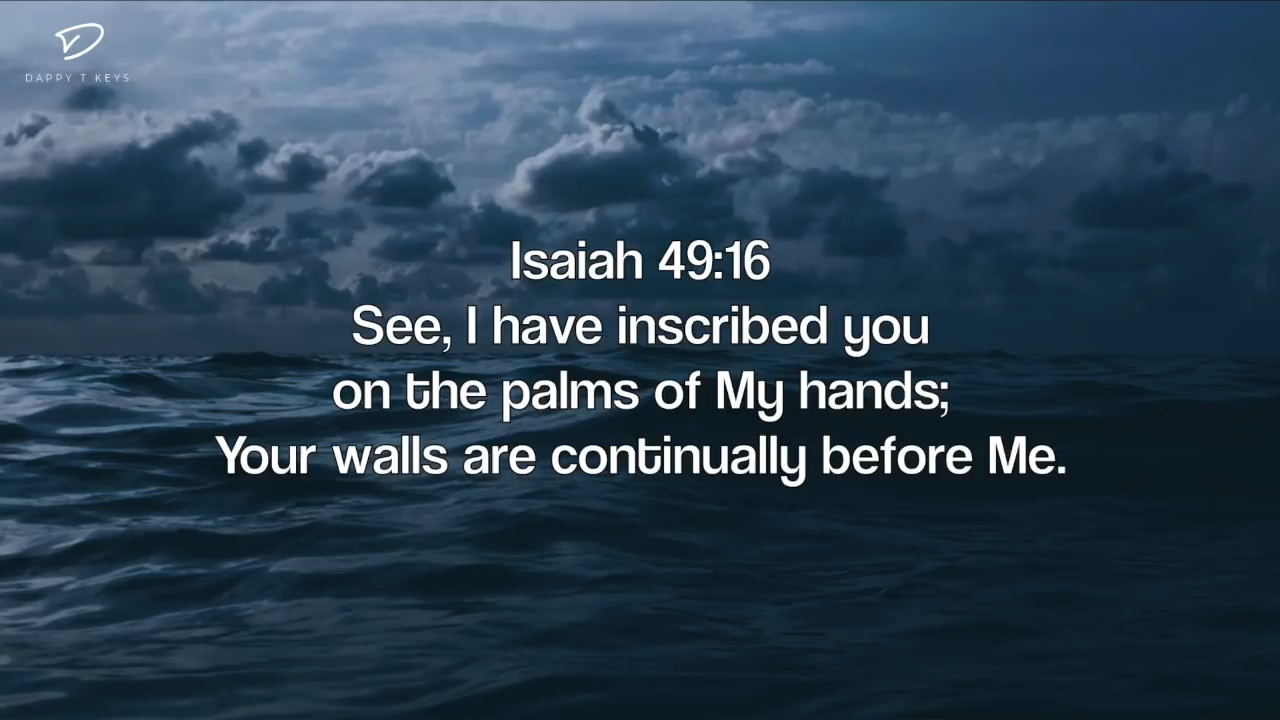 DAPPY T KEYS
Isaiah 49:16
See, I have inscribed you
on the palms of My hands;
Your walls are continually before Me.